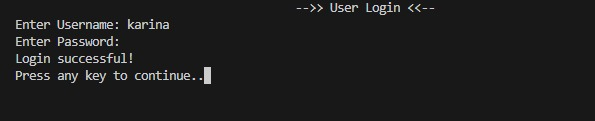 -->> User Login <<--
Enter Username: karina
Enter Password:
Login successful!
Press any key to continue..